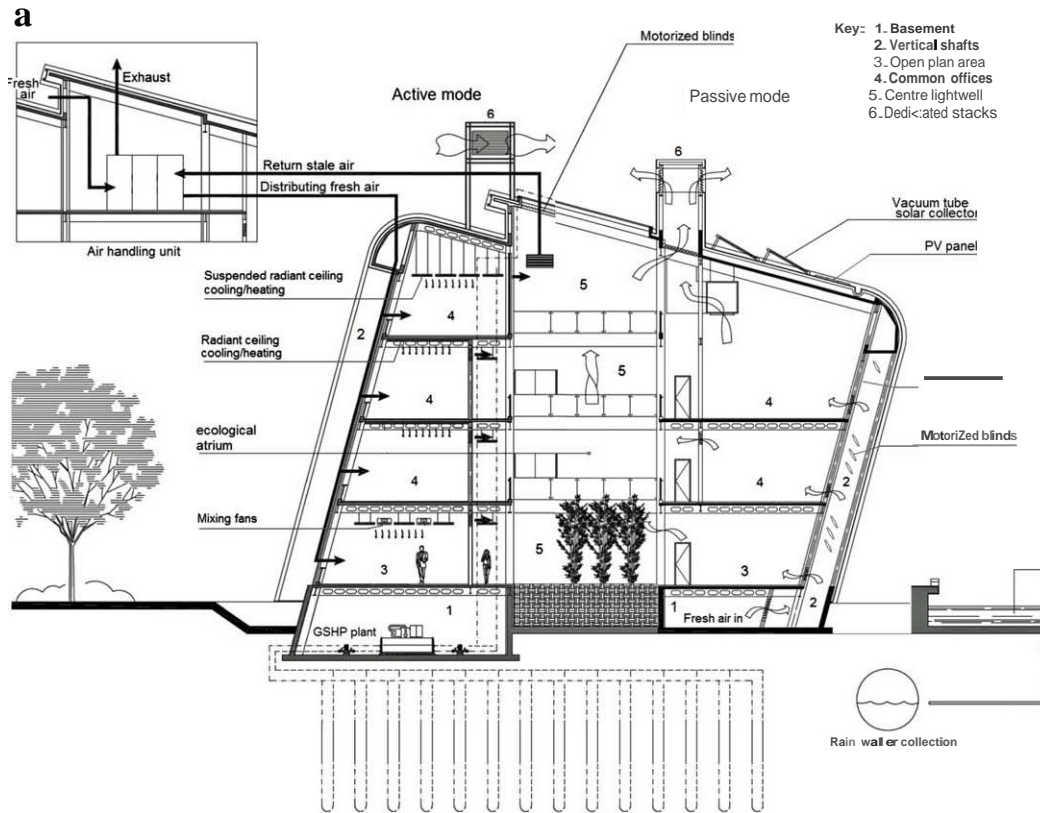 a
Fresh
air
Exhaust
Air handling unit
Active mode
Passive mode
Motorized blinds
Key:: 1. Basement
2. Vertical shafts
3. Open plan area
4. Common offices
5. Centre lightwell
6. Dedi<:ated stacks
6
6
Return stale air
Distributing fresh air
Vacuum tube
solar collector
PV panel
Suspended radiant ceiling
cooling/heating
4
5
2
Radiant ceiling
cooling/heating
4
5
4
ecological
atrium
MotoriZed blinds
4
4
2
Mixing fans
3
5
3
1
GSHP plant
1
Fresh air in
2
Rain wall er collection